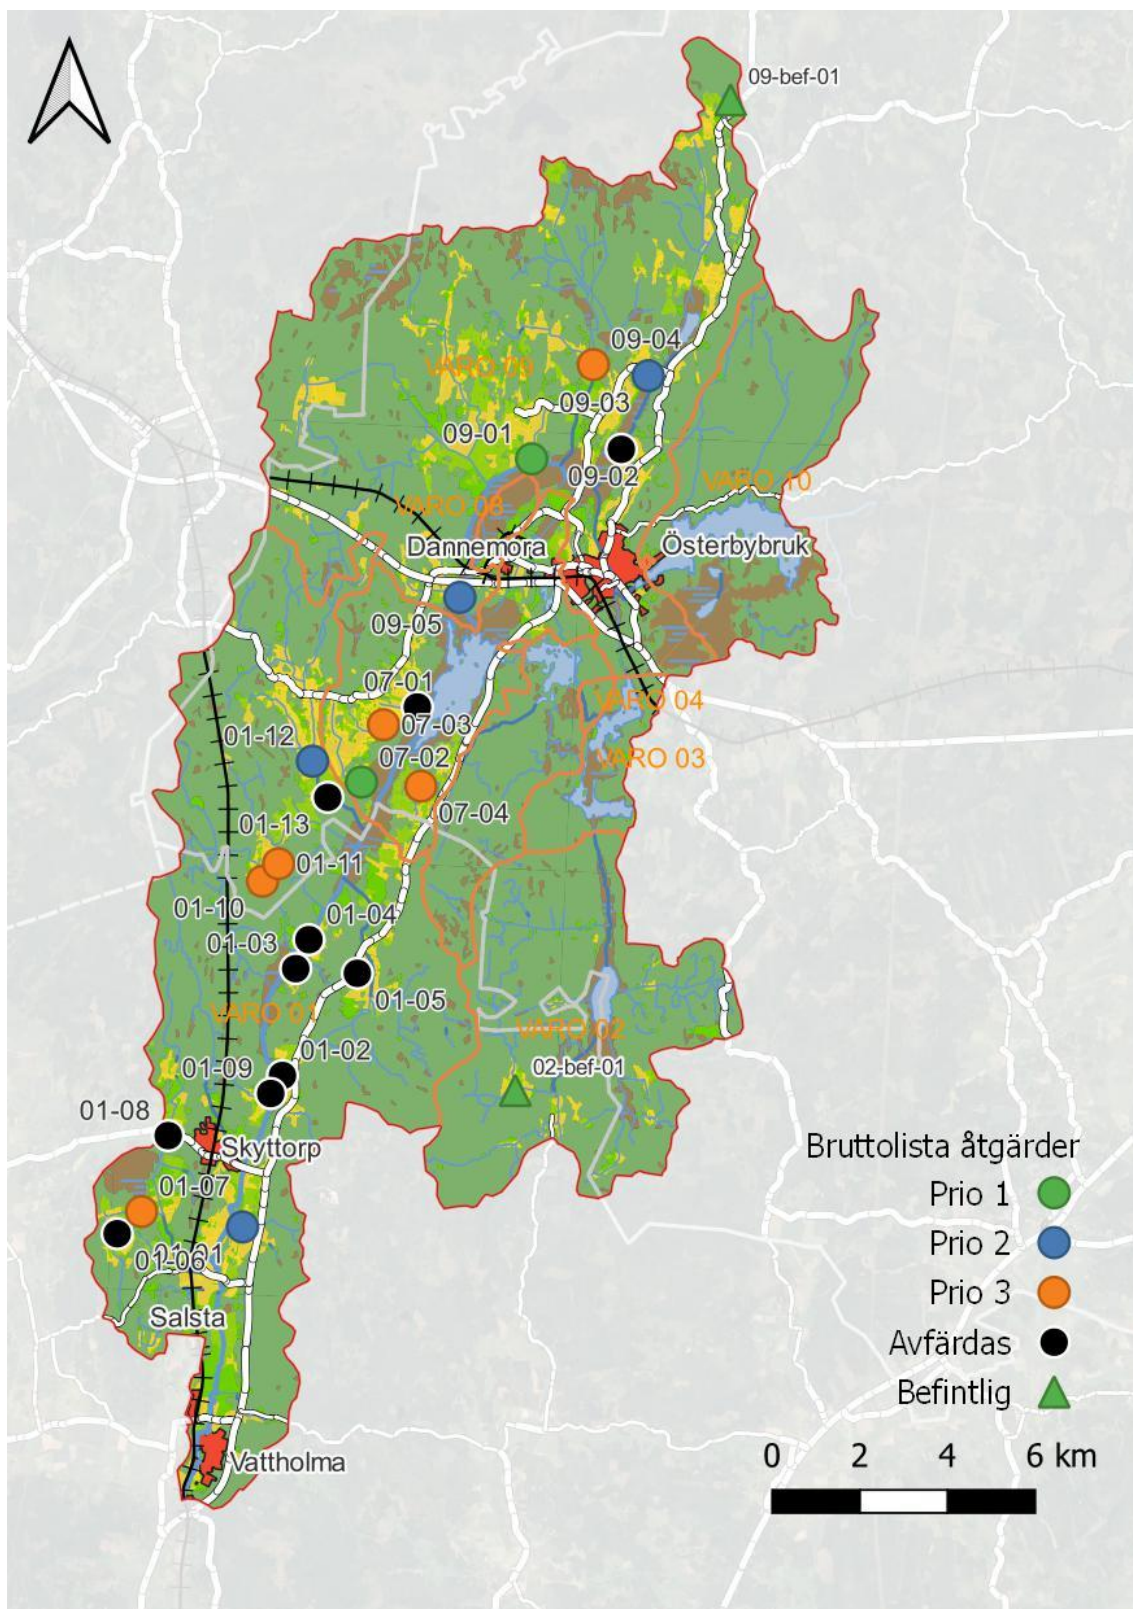 09-bef-01
09-04
VARO 09
09-03
09-01
09-02
VARO 10
VARO 08
Dannemora
Österbybruk
09-05
07-01
VARO 04
07-03
01-12
07-02
VARO 03
07-04
01-13
01-11
01-10
01-04
01-03
01-05
VARO 01
VARO 02
01-02
01-09
02-bef-01
01-08
Skyttorp
01-07
01-06
01-01
Salsta
Vattholma
Bruttolista åtgärder
Prio 1
Prio 2
Prio 3
Avfärdas
Befintlig
0 2 4 6 km